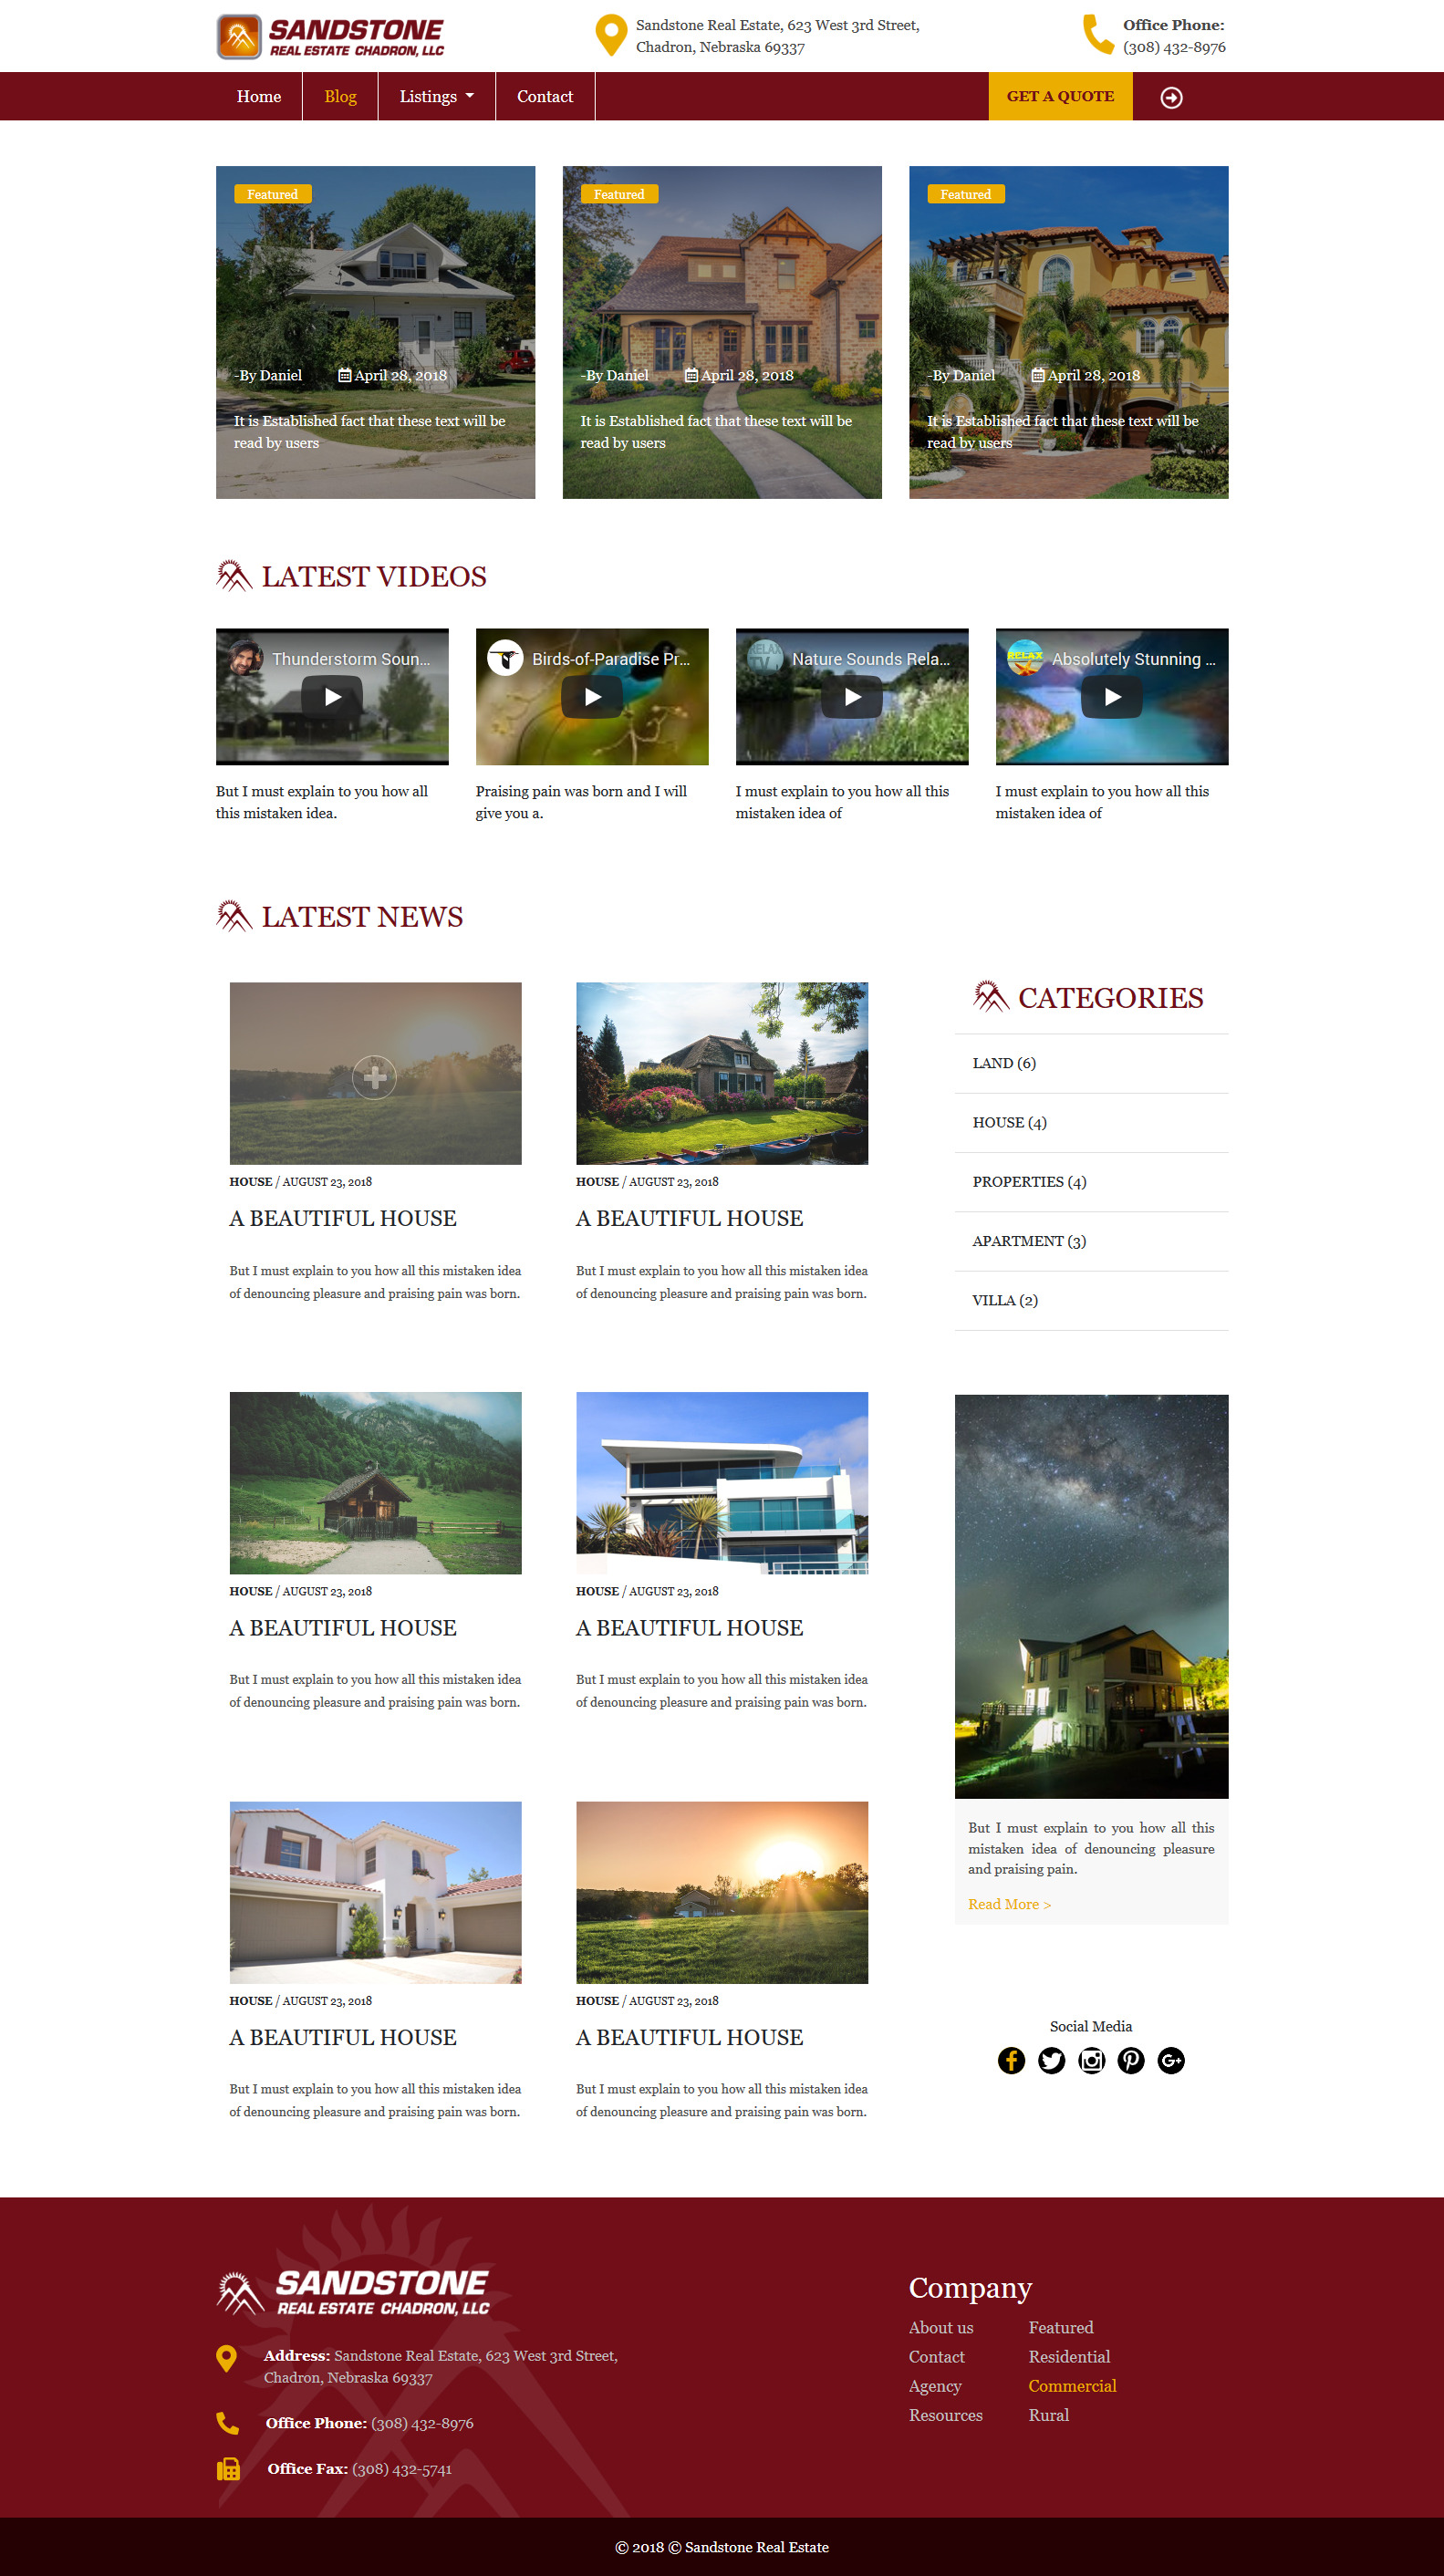 SANDSTONE
REAL ESTATE CHADRON, LLC
Sandstone Real Estate, 623 West 3rd Street,
Chadron, Nebraska 69337
Office Phone:
(308) 432-8976
Home
Blog
Listings
Contact
GET A QUOTE
Featured
-By Daniel April 28, 2018
It is Established fact that these text will be
read by users
Featured
-By Daniel April 28, 2018
It is Established fact that these text will be
read by users
Featured
-By Daniel April 28, 2018
It is Established fact that these text will be
read by users
LATEST VIDEOS
Thunderstorm Soun...
But I must explain to you how all
this mistaken idea.
Birds-of-Paradise Pr...
Praising pain was born and I will
give you a.
RELAX
TV
Nature Sounds Rela...
I must explain to you how all this
mistaken idea of
RELAX
Absolutely Stunning ...
I must explain to you how all this
mistaken idea of
LATEST NEWS
HOUSE / AUGUST 23, 2018
A BEAUTIFUL HOUSE
But I must explain to you how all this mistaken idea
of denouncing pleasure and praising pain was born.
HOUSE / AUGUST 23, 2018
A BEAUTIFUL HOUSE
But I must explain to you how all this mistaken idea
of denouncing pleasure and praising pain was born.
HOUSE / AUGUST 23, 2018
A BEAUTIFUL HOUSE
But I must explain to you how all this mistaken idea
of denouncing pleasure and praising pain was born.
HOUSE / AUGUST 23, 2018
A BEAUTIFUL HOUSE
But I must explain to you how all this mistaken idea
of denouncing pleasure and praising pain was born.
HOUSE / AUGUST 23, 2018
A BEAUTIFUL HOUSE
But I must explain to you how all this mistaken idea
of denouncing pleasure and praising pain was born.
HOUSE / AUGUST 23, 2018
A BEAUTIFUL HOUSE
But I must explain to you how all this mistaken idea
of denouncing pleasure and praising pain was born.
CATEGORIES
LAND (6)
HOUSE (4)
PROPERTIES (4)
APARTMENT (3)
VILLA (2)
But I must explain to you how all this
mistaken idea of denouncing pleasure
and praising pain.
Read More >
Social Media
SANDSTONE
REAL ESTATE CHADRON, LLC
Address: Sandstone Real Estate, 623 West 3rd Street,
Chadron, Nebraska 69337
Office Phone: (308) 432-8976
Office Fax: (308) 432-5741
Company
About us
Contact
Agency
Resources
Featured
Residential
Commercial
Rural
© 2018 © Sandstone Real Estate